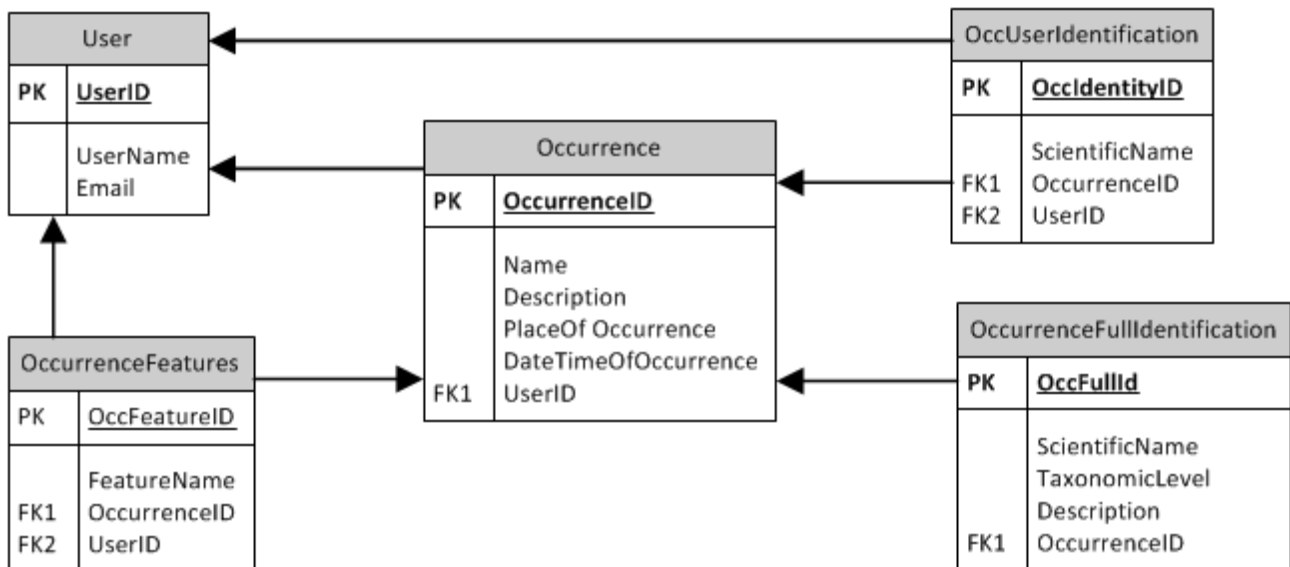 User
PK UserID
UserName
Email
OccUserIdentification
PK OccIdentityID
ScientificName
FK1 OccurrenceID
FK2 UserID
Occurrence
PK OccurrenceID
Name
Description
PlaceOf Occurrence
DateTimeOfOccurrence
FK1 UserID
OccurrenceFeatures
PK OccFeatureID
FeatureName
FK1 OccurrenceID
FK2 UserID
OccurrenceFullIdentification
PK OccFullId
ScientificName
TaxonomicLevel
Description
FK1 OccurrenceID